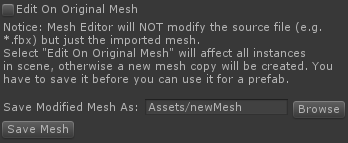 Edit On Original Mesh
Notice: Mesh Editor will NOT modify the source file (e.g.
*.fbx) but just the imported mesh.
Select "Edit On Original Mesh" will affect all instances
in scene, otherwise a new mesh copy will be created. You
have to save it before you can use it for a prefab.
Save Modified Mesh As: Assets/newMesh Browse
Save Mesh